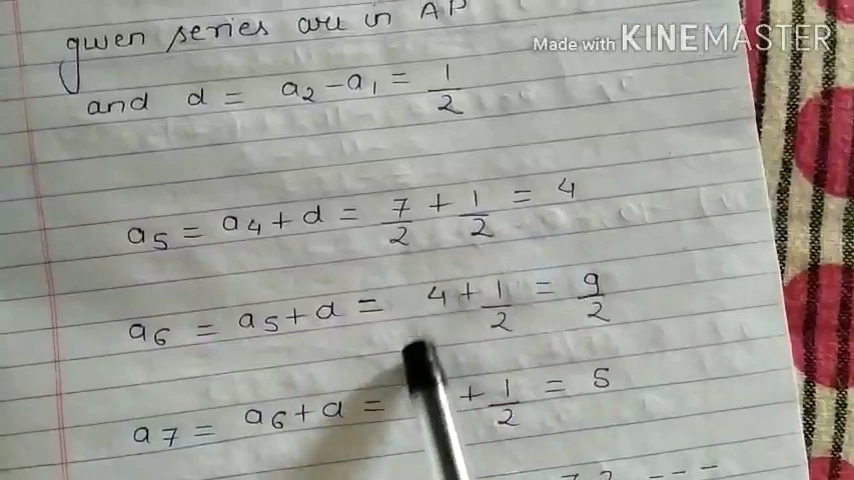 given series are in AP
Made with KINEMASTER
and d = a₂ - a₁ = 1/2
a₅ = a₄ + d = 7/2 + 1/2 = 4
a₆ = a₅ + d = 4 + 1/2 = 9/2
a₇ = a₆ + d = + 1/2 = 5